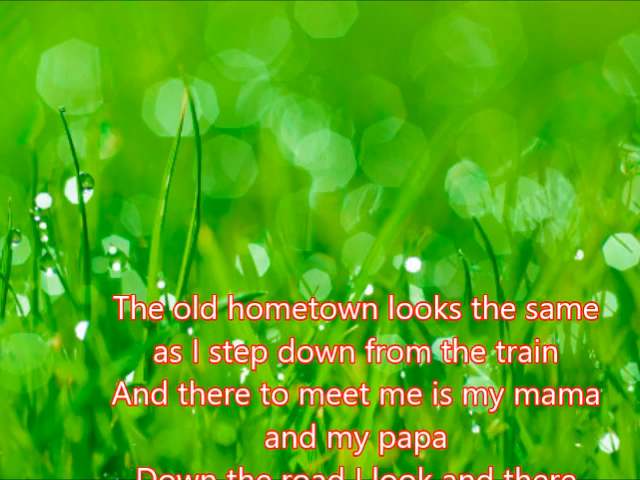 The old hometown looks the same
as I step down from the train
And there to meet me is my mama
and my papa
Down the road I look and there